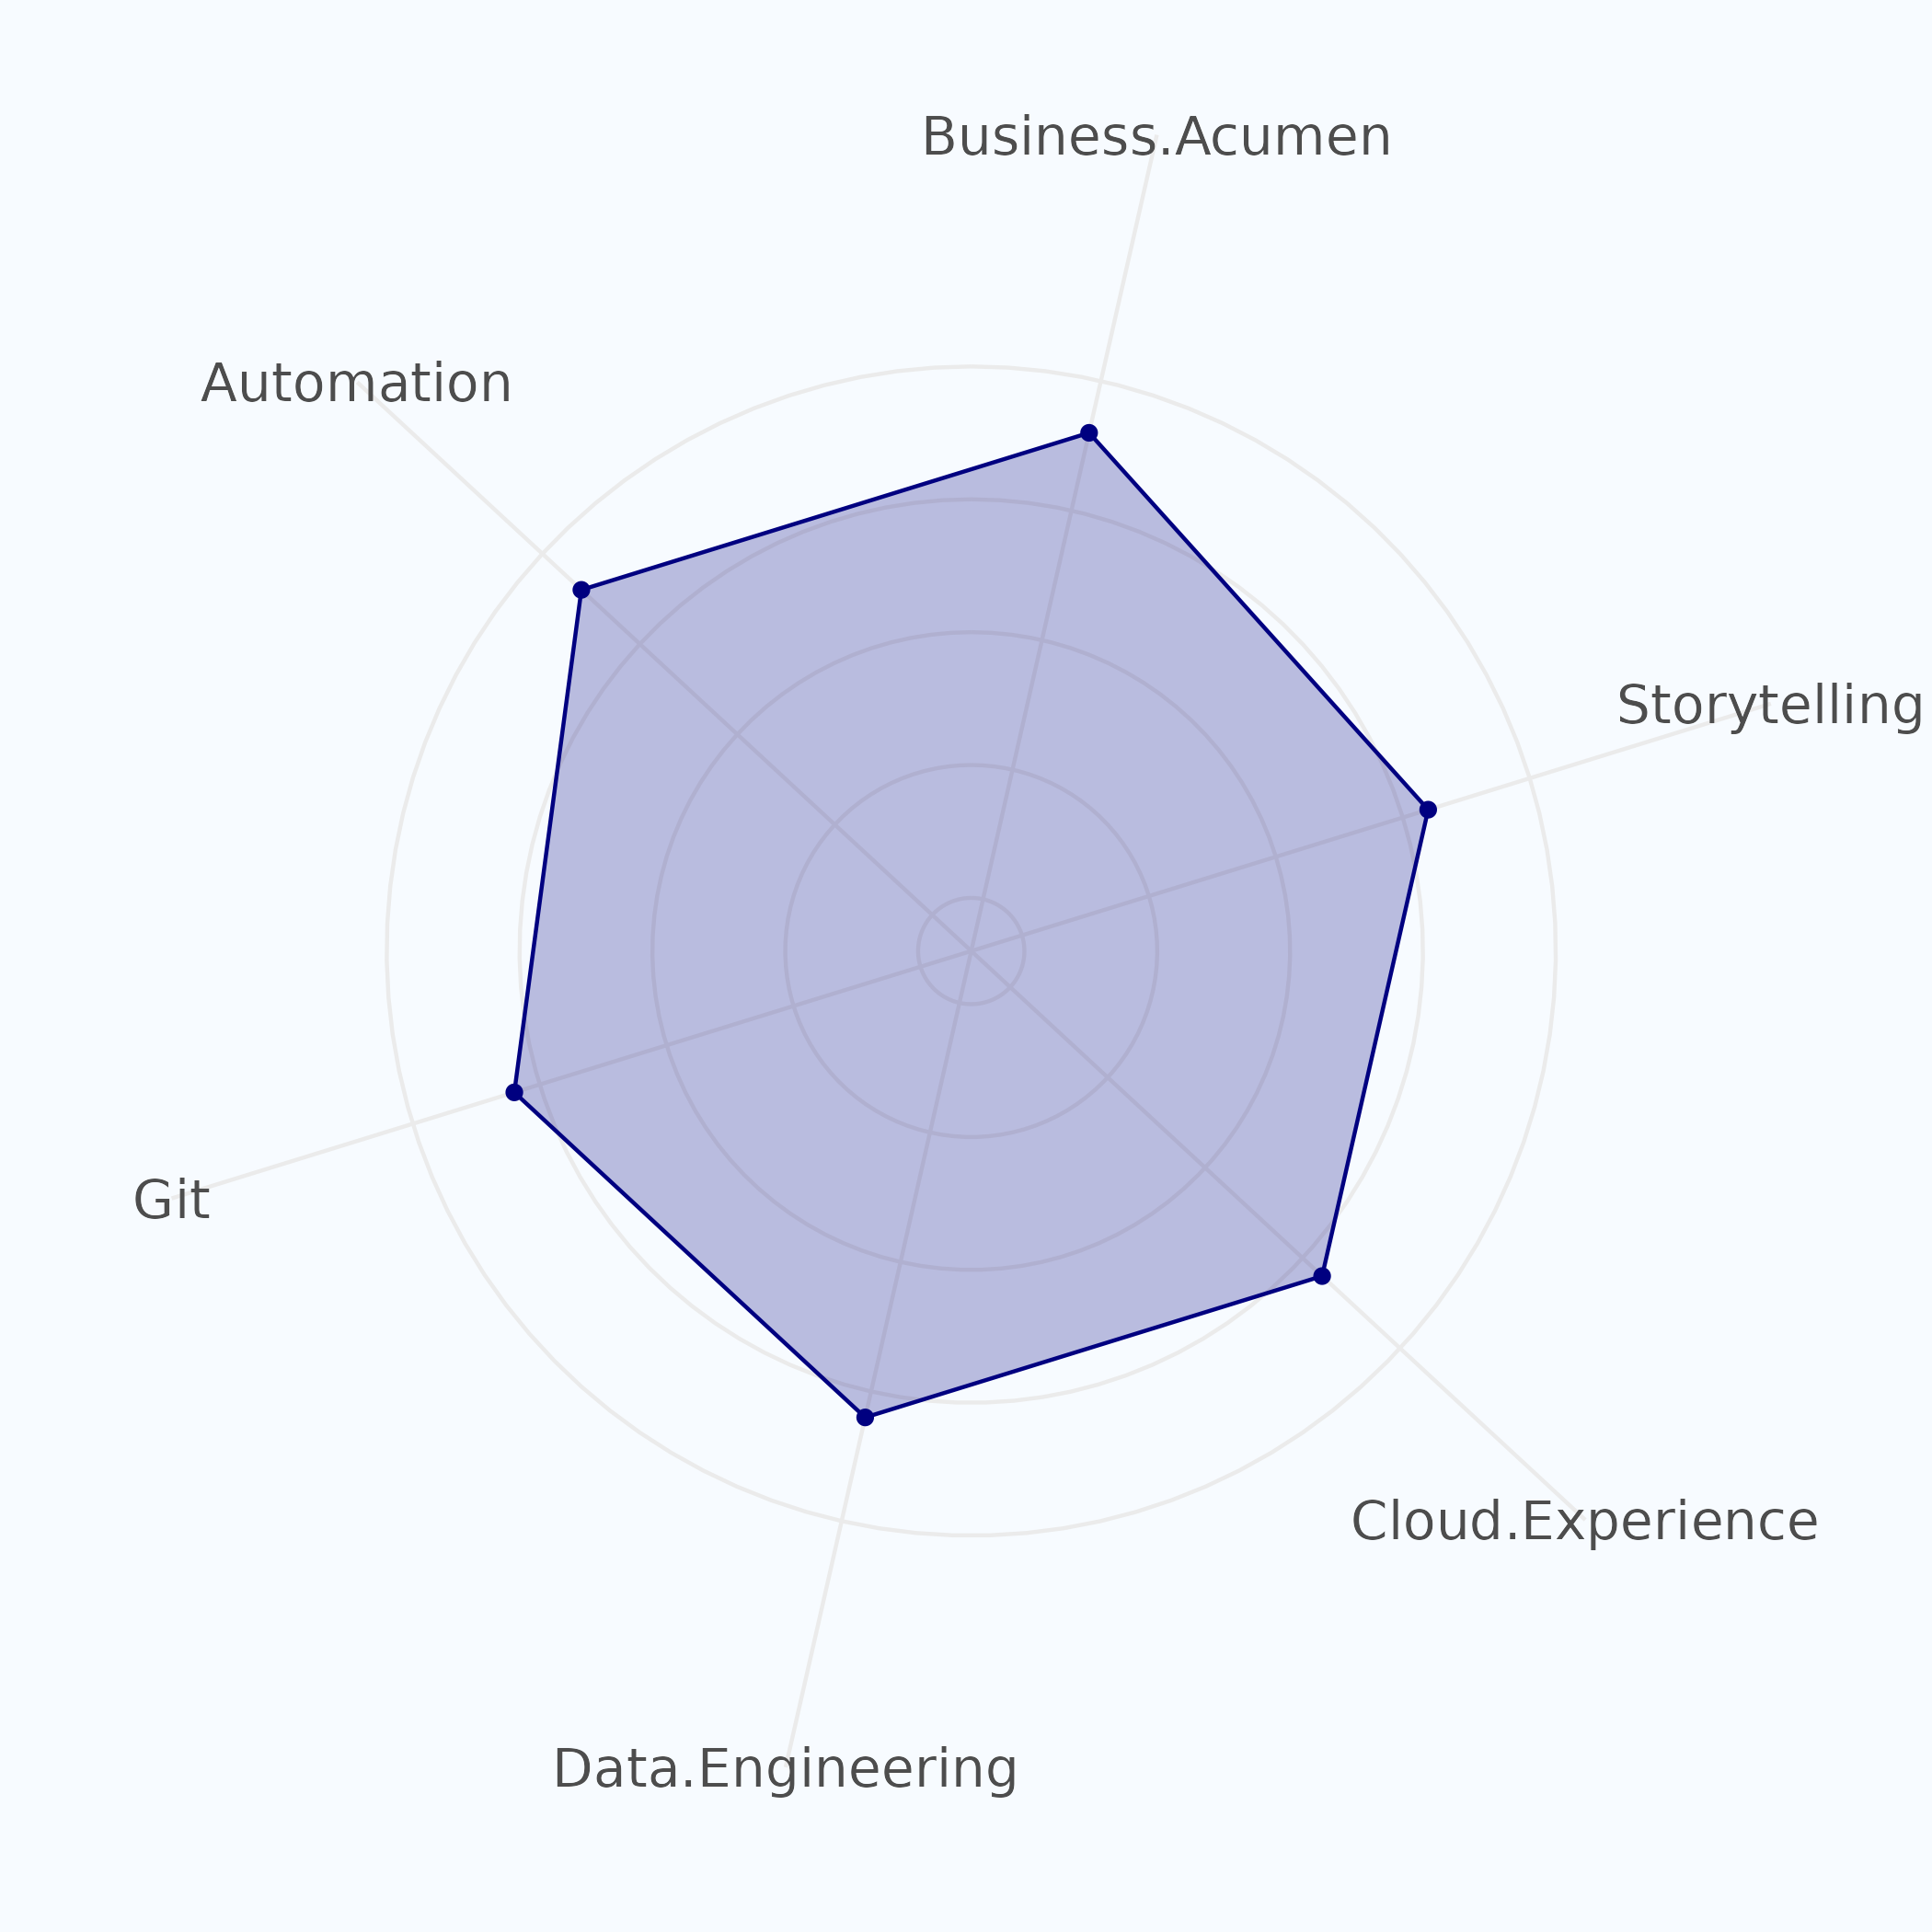 Business.Acumen
Automation
Storytelling
Git
Cloud.Experience
Data.Engineering